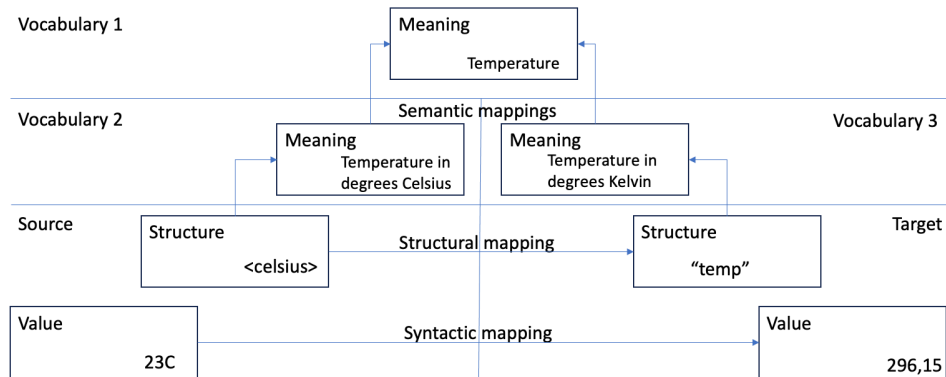 Vocabulary 1
Meaning
Temperature
Semantic mappings
Vocabulary 2
Vocabulary 3
Meaning
Temperature in
degrees Celsius
Meaning
Temperature in
degrees Kelvin
Source
Target
Structure
<celsius>
Structural mapping
Structure
“temp”
Value
23C
Syntactic mapping
Value
296,15